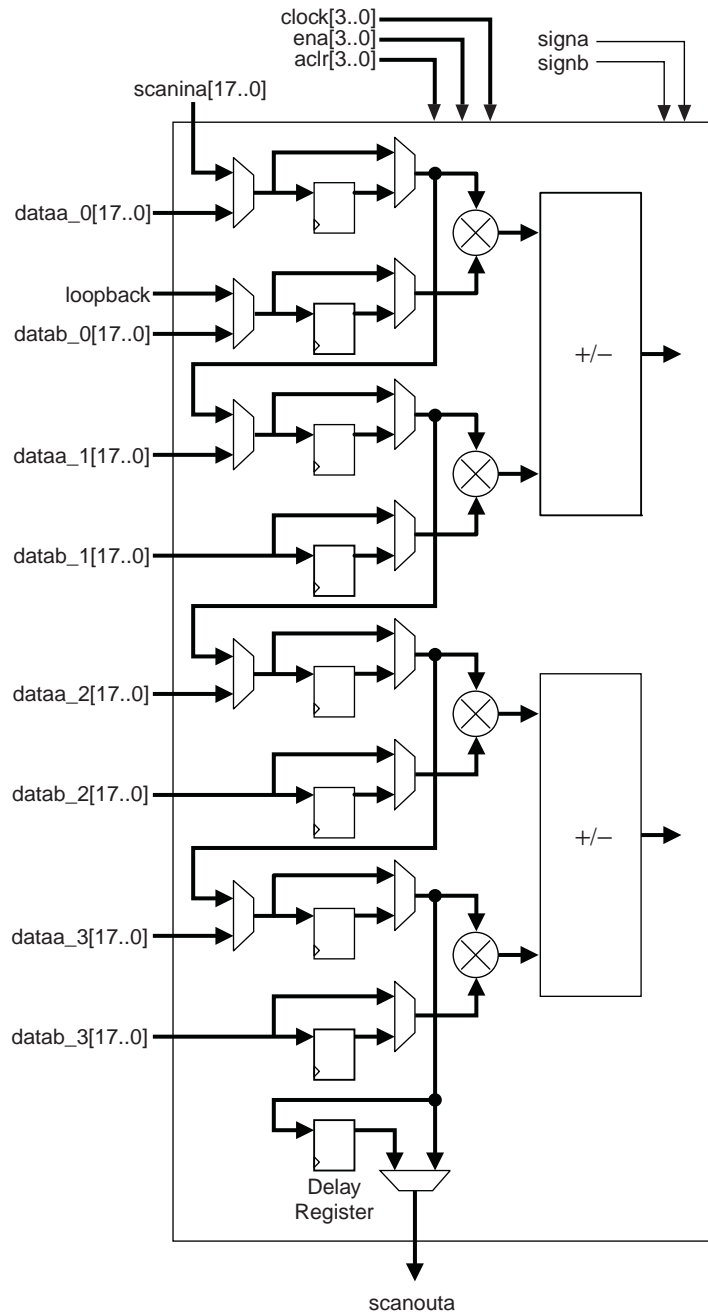 clock[3..0]
ena[3..0]
aclr[3..0]
signa
signb
scanina[17..0]
dataa_0[17..0]
loopback
datab_0[17..0]
+/−
dataa_1[17..0]
datab_1[17..0]
dataa_2[17..0]
datab_2[17..0]
+/−
dataa_3[17..0]
datab_3[17..0]
Delay
Register
scanouta